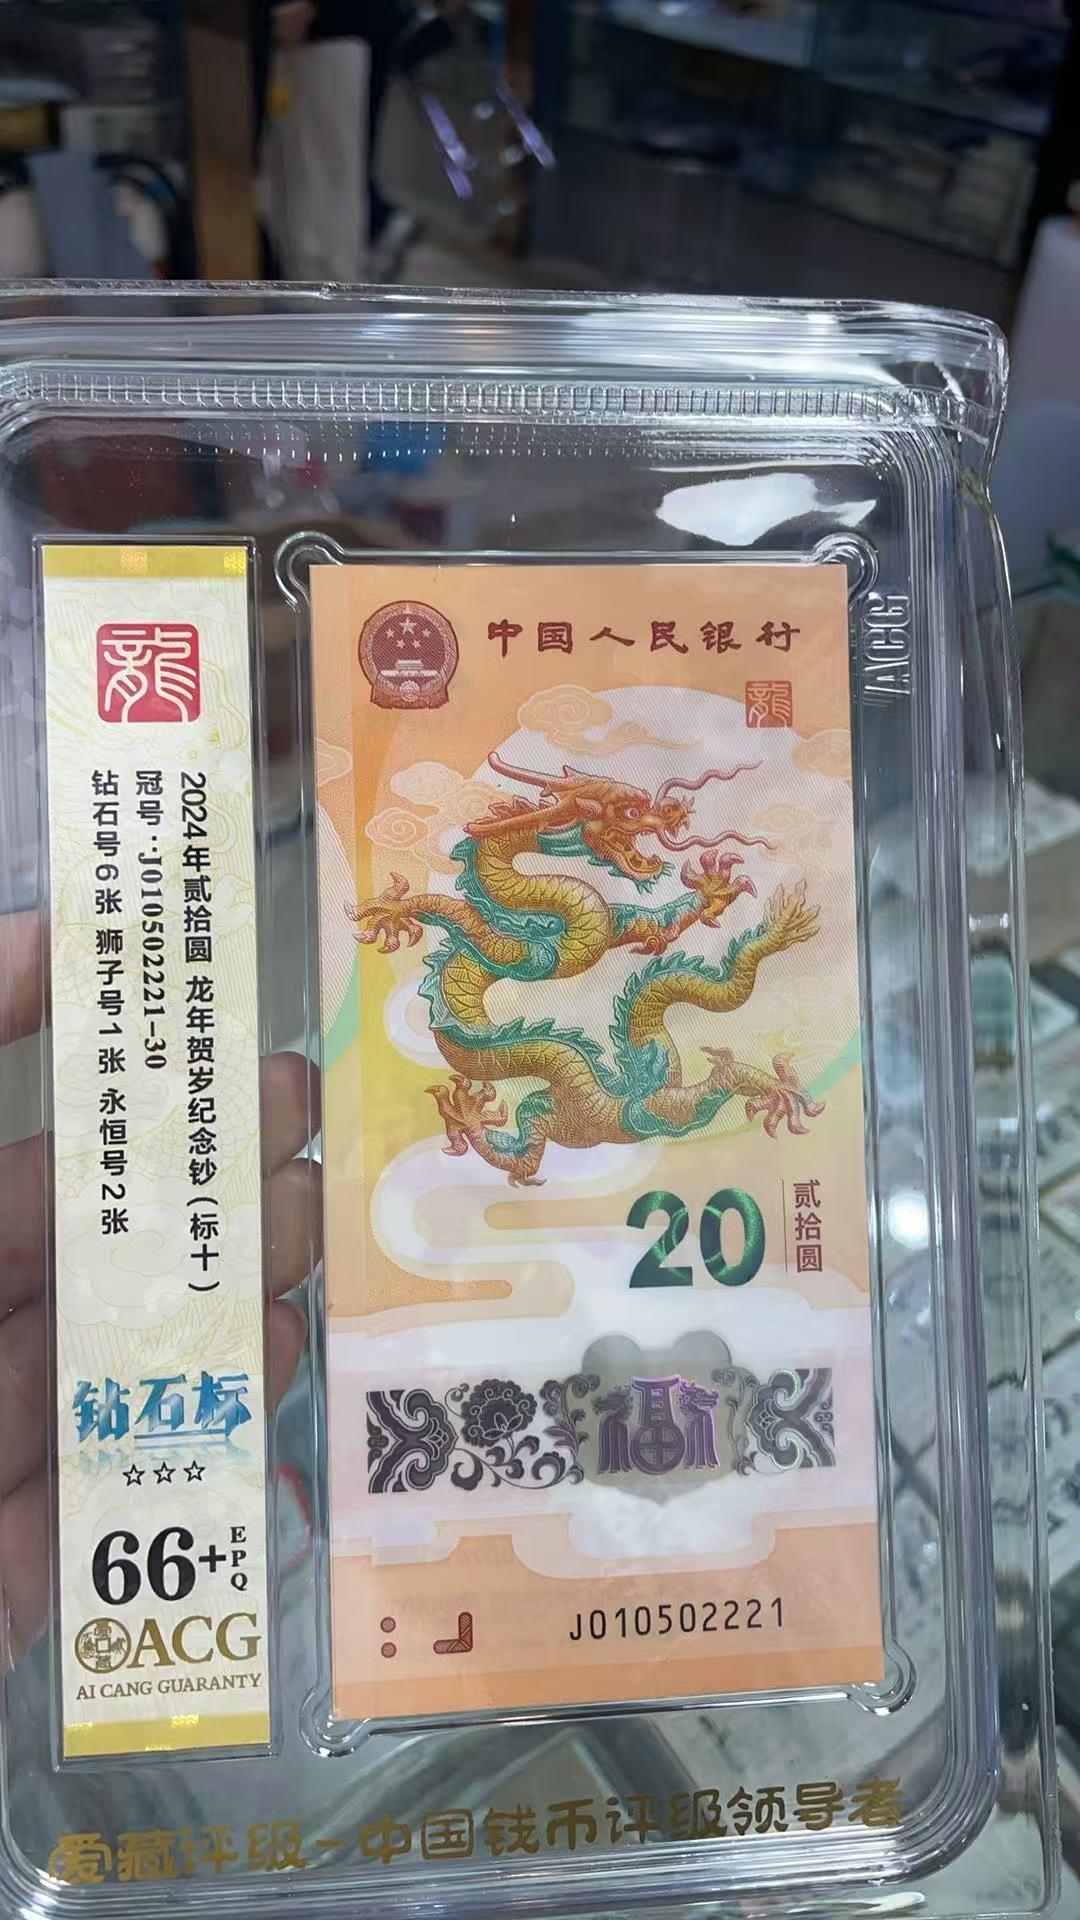 龍
2024年贰拾圆 龙年贺岁纪念钞(标十)
冠号:J010502221-30
钻石号6张 狮子号1张 永恒号2张
钻石标
☆☆☆
66+
EPQ
ACG
AI CANG GUARANTY
中国人民银行
龍
20
贰拾圆
J010502221
ACG
爱藏评级-中国钱币评级领导者